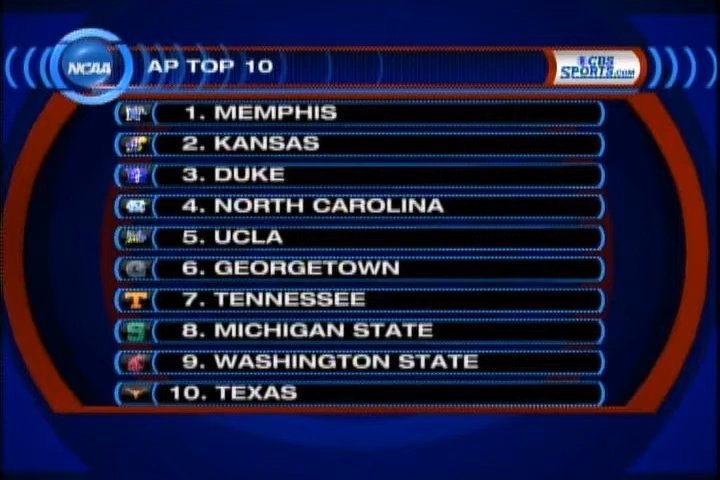 NCAA
AP TOP 10
CBS
SPORTS.COM
1. MEMPHIS
2. KANSAS
3. DUKE
4. NORTH CAROLINA
5. UCLA
6. GEORGETOWN
7. TENNESSEE
8. MICHIGAN STATE
9. WASHINGTON STATE
10. TEXAS